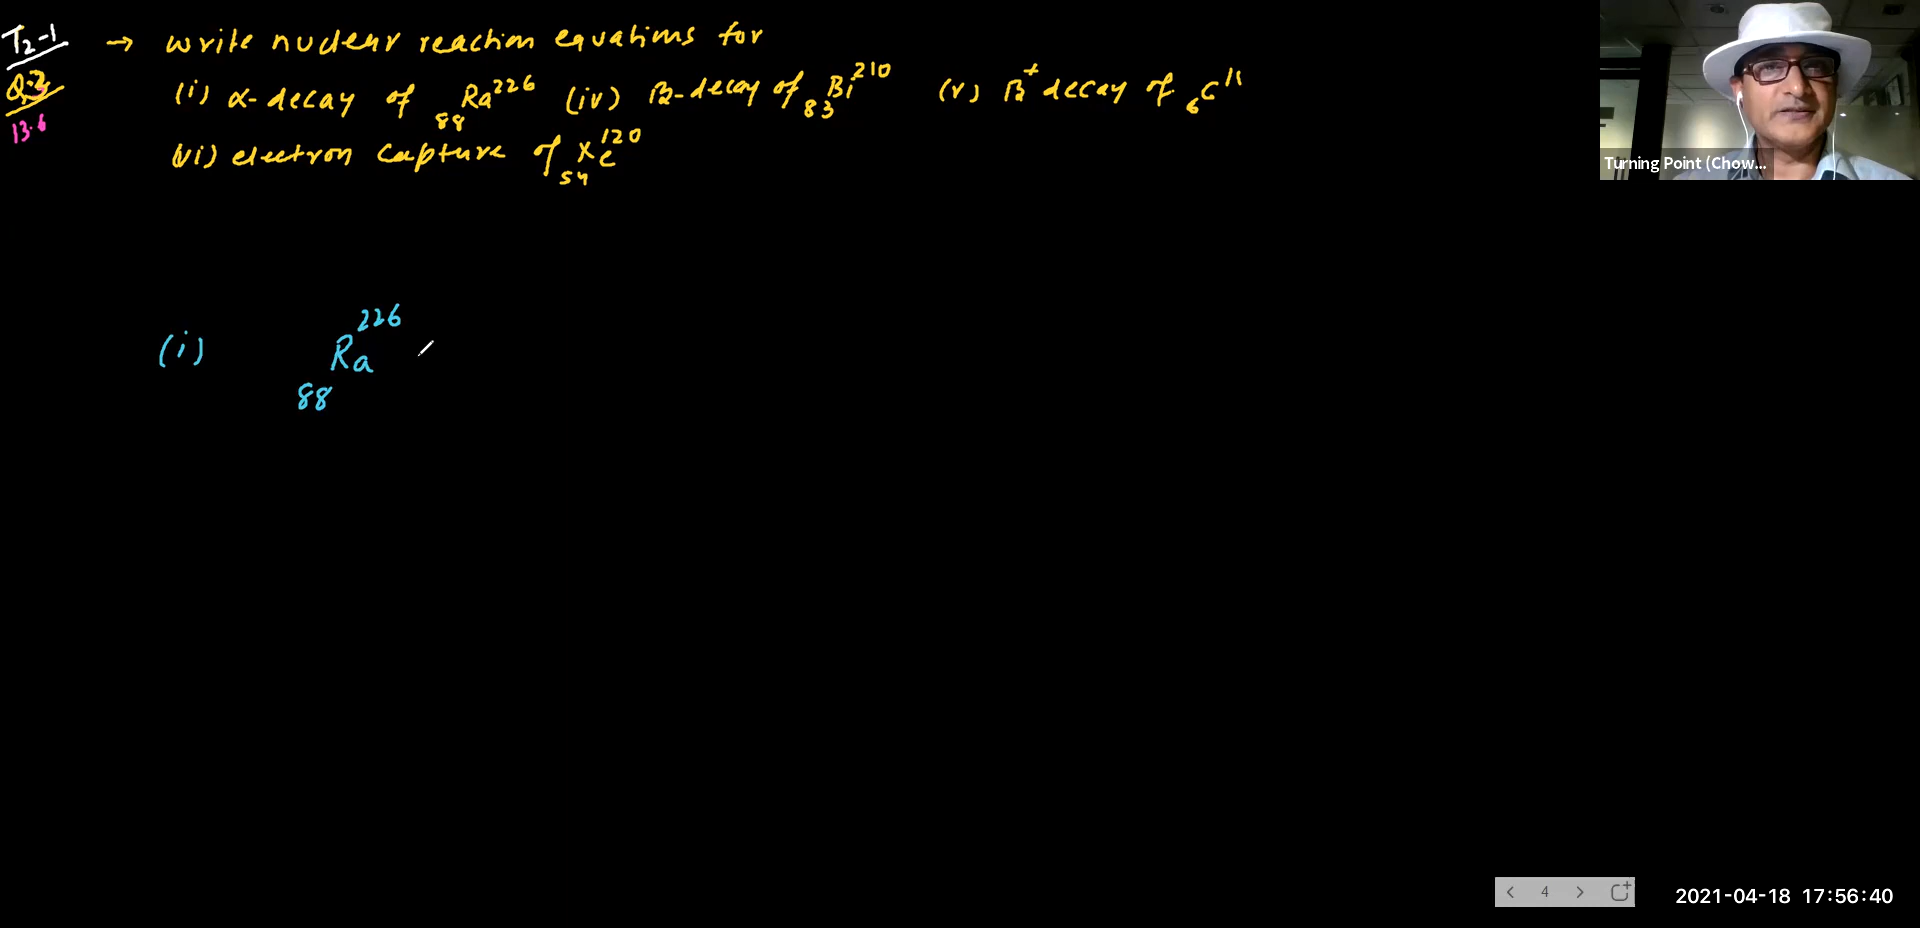 T₂-1 → write nuclear reaction equations for
Q.3 (i) α-decay of ₈₈Ra²²⁶ (iv) β-decay of ₈₃Bi²¹⁰ (v) β⁺ decay of ₆C¹¹
13.6
(vi) electron capture of ₅₄Xe¹²⁰
Turning Point (Chow...
(i) ₈₈Ra²²⁶
4
2021-04-18 17:56:40